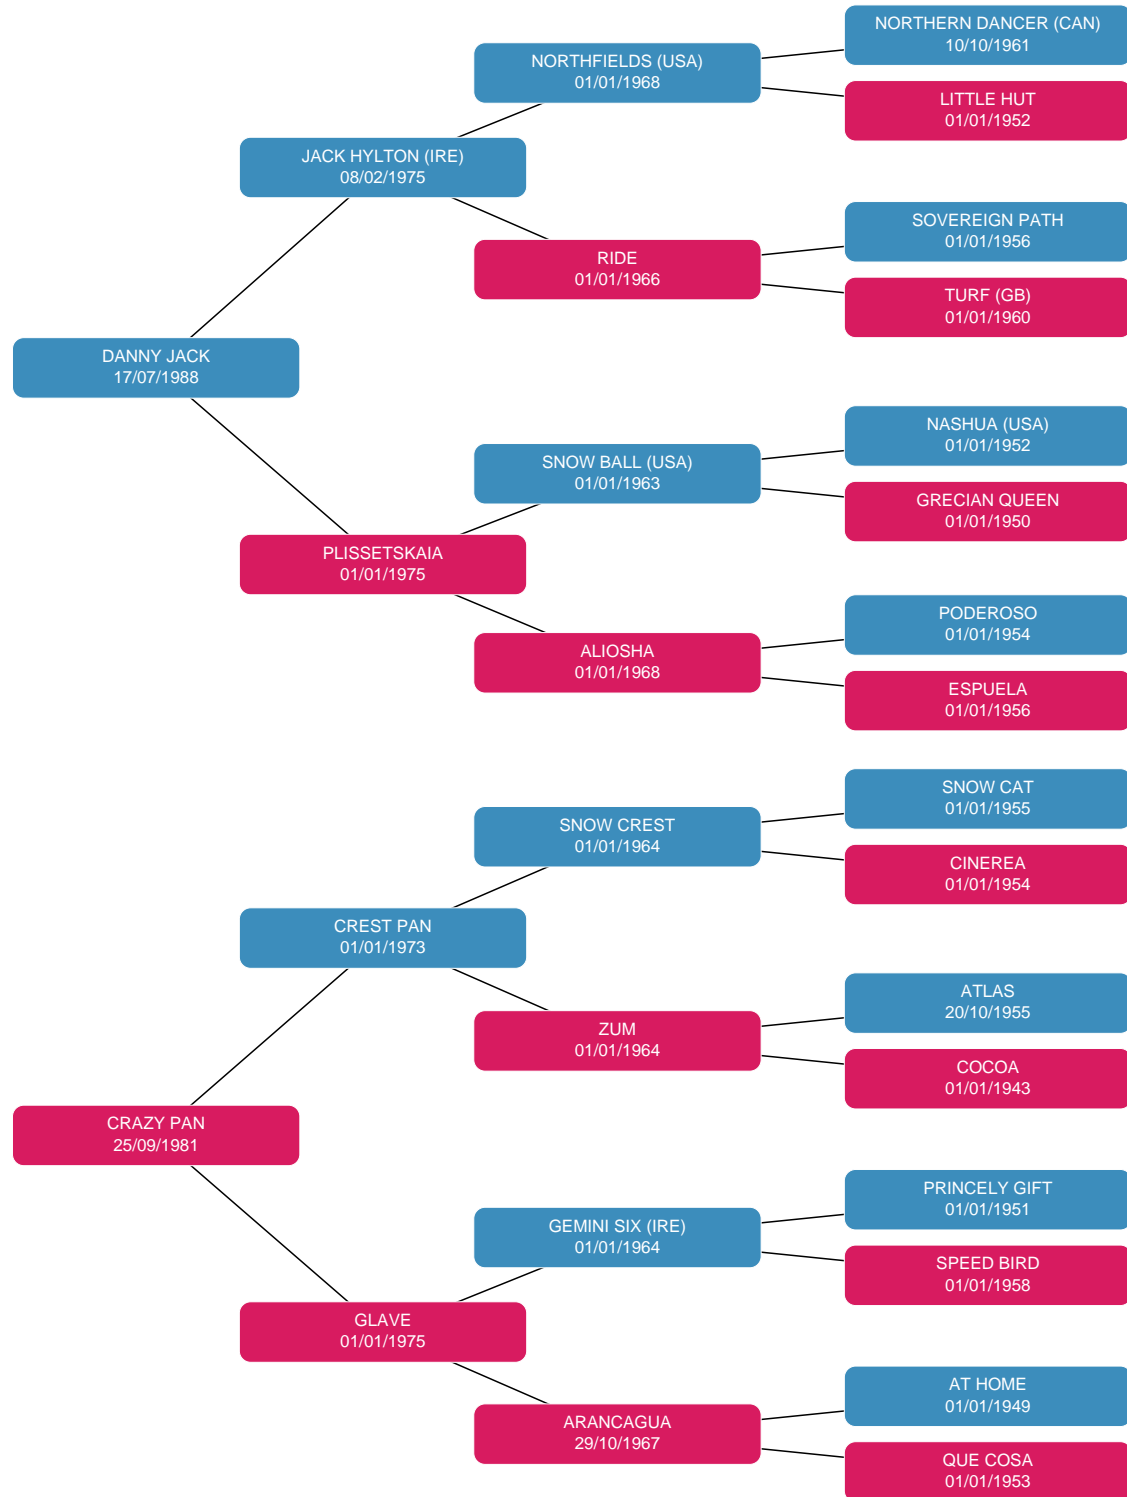 NORTHERN DANCER (CAN)
10/10/1961
NORTHFIELDS (USA)
01/01/1968
LITTLE HUT
01/01/1952
JACK HYLTON (IRE)
08/02/1975
SOVEREIGN PATH
01/01/1956
RIDE
01/01/1966
TURF (GB)
01/01/1960
DANNY JACK
17/07/1988
NASHUA (USA)
01/01/1952
SNOW BALL (USA)
01/01/1963
GRECIAN QUEEN
01/01/1950
PLISSETSKAIA
01/01/1975
PODEROSO
01/01/1954
ALIOSHA
01/01/1968
ESPUELA
01/01/1956
SNOW CAT
01/01/1955
SNOW CREST
01/01/1964
CINEREA
01/01/1954
CREST PAN
01/01/1973
ATLAS
20/10/1955
ZUM
01/01/1964
COCOA
01/01/1943
CRAZY PAN
25/09/1981
PRINCELY GIFT
01/01/1951
GEMINI SIX (IRE)
01/01/1964
SPEED BIRD
01/01/1958
GLAVE
01/01/1975
AT HOME
01/01/1949
ARANCAGUA
29/10/1967
QUE COSA
01/01/1953